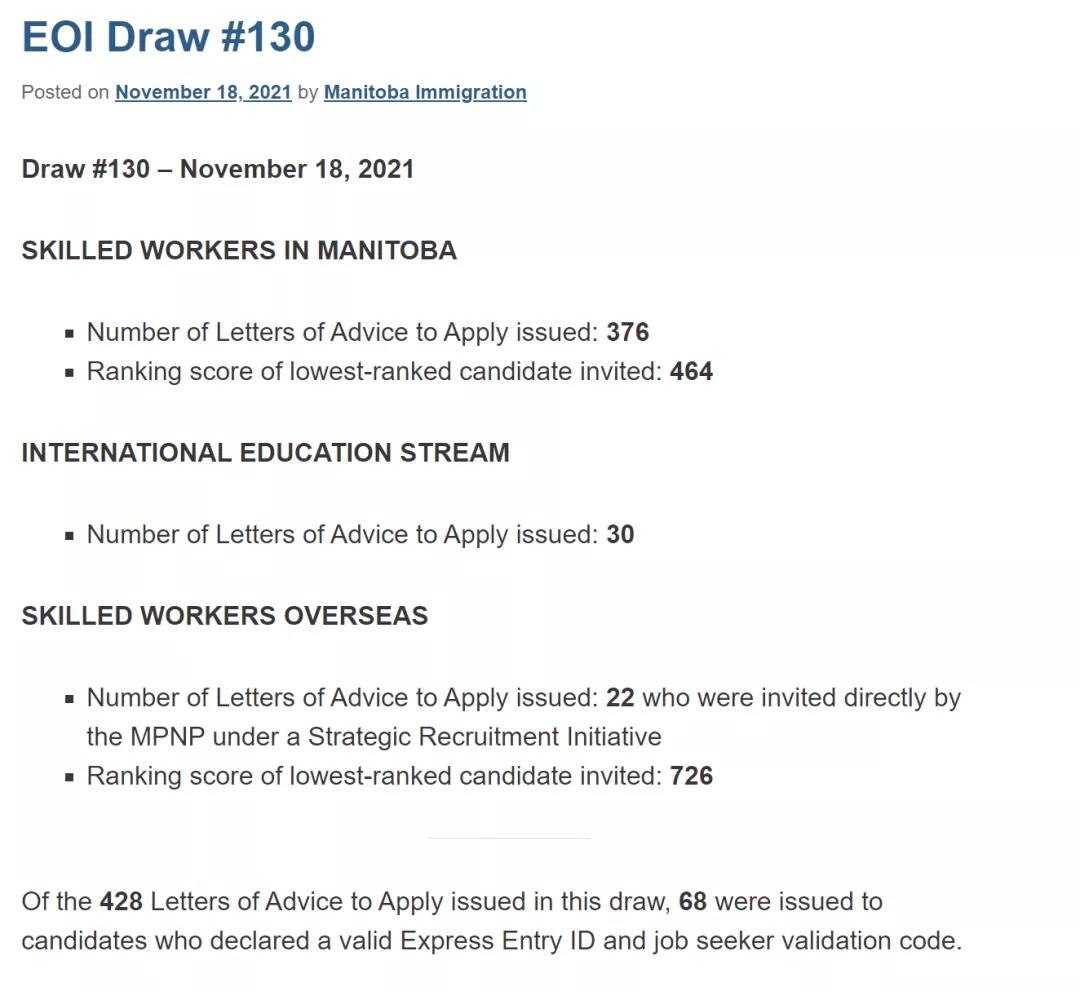 EOI Draw #130
Posted on November 18, 2021 by Manitoba Immigration
Draw #130 – November 18, 2021
SKILLED WORKERS IN MANITOBA
▪ Number of Letters of Advice to Apply issued: 376
▪ Ranking score of lowest-ranked candidate invited: 464
INTERNATIONAL EDUCATION STREAM
▪ Number of Letters of Advice to Apply issued: 30
SKILLED WORKERS OVERSEAS
▪ Number of Letters of Advice to Apply issued: 22 who were invited directly by
the MPNP under a Strategic Recruitment Initiative
▪ Ranking score of lowest-ranked candidate invited: 726
Of the 428 Letters of Advice to Apply issued in this draw, 68 were issued to
candidates who declared a valid Express Entry ID and job seeker validation code.